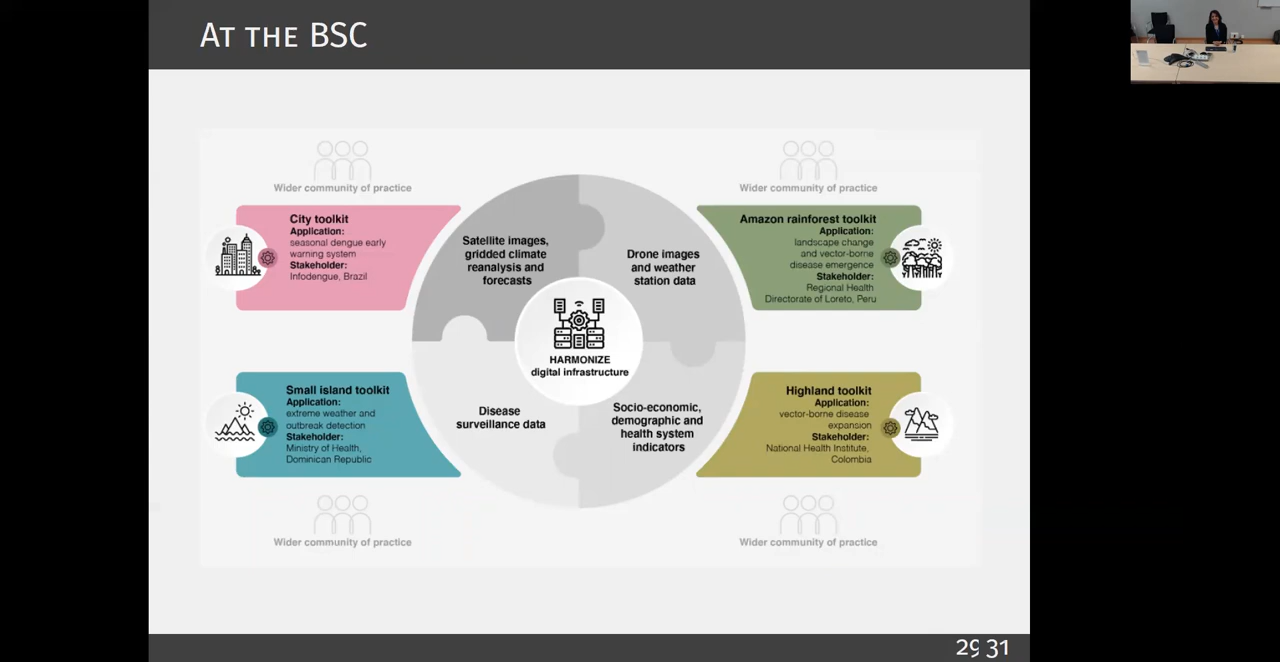 AT THE BSC
Wider community of practice
Wider community of practice
City toolkit
Application:
seasonal dengue early
warning system
Stakeholder:
Infodengue, Brazil
Satellite images,
gridded climate
reanalysis and
forecasts
Drone images
and weather
station data
Amazon rainforest toolkit
Application:
landscape change
and vector-borne
disease emergence
Stakeholder:
Regional Health
Directorate of Loreto, Peru
HARMONIZE
digital infrastructure
Small island toolkit
Application:
extreme weather and
outbreak detection
Stakeholder:
Ministry of Health,
Dominican Republic
Disease
surveillance data
Socio-economic,
demographic and
health system
indicators
Highland toolkit
Application:
vector-borne disease
expansion
Stakeholder:
National Health Institute,
Colombia
Wider community of practice
Wider community of practice
29 31